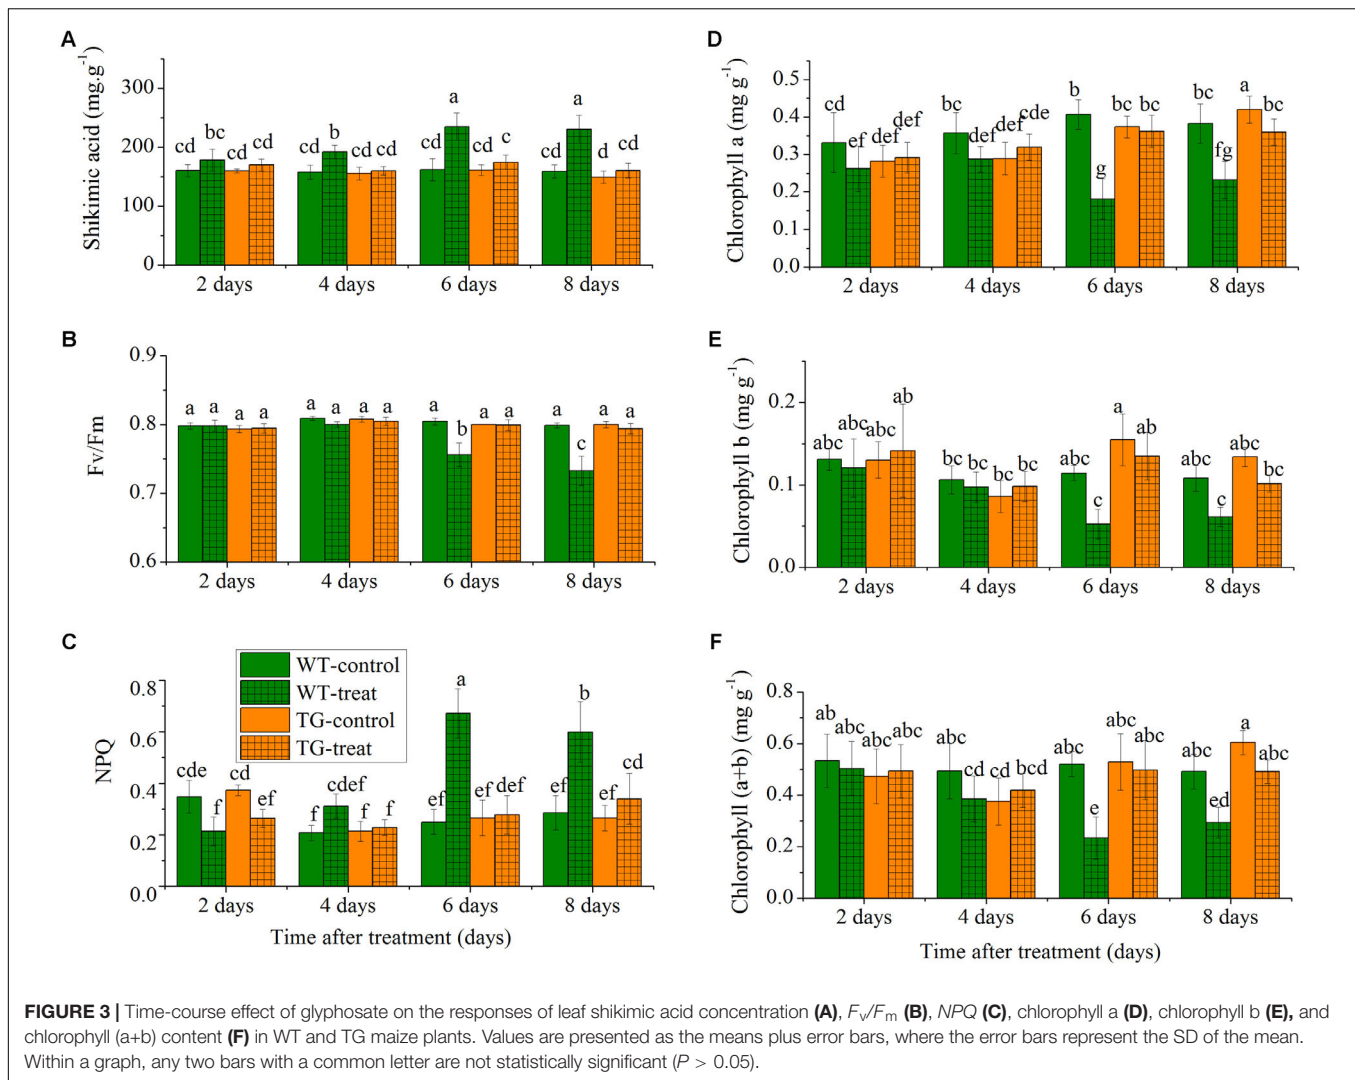 A
Shikimic acid (mg.g-1)
300
200
100
0
cd bc cd cd
cd b cd cd
cd a cd c
cd a d cd
2 days 4 days 6 days 8 days
D
Chlorophyll a (mg g-1)
0.5
0.4
0.3
0.2
0.1
0.0
cd ef def def
bc def def cde
b g bc bc
bc fg a bc
2 days 4 days 6 days 8 days
B
Fv/Fm
0.9
0.8
0.7
0.6
a a a a
a a a a
a b a a
a c a a
2 days 4 days 6 days 8 days
E
Chlorophyll b (mg g-1)
0.2
0.1
0.0
abc abc abc ab
bc bc bc bc
abc c a ab
abc c abc bc
2 days 4 days 6 days 8 days
C
NPQ
0.8
0.6
0.4
0.2
0.0
WT-control
WT-treat
TG-control
TG-treat
cde f cd ef
f cdef f f
ef a ef def
ef b ef cd
2 days 4 days 6 days 8 days
Time after treatment (days)
F
Chlorophyll (a+b) (mg g-1)
0.8
0.6
0.4
0.2
0.0
ab abc abc abc
abc cd cd bcd
abc e abc abc
abc ed a abc
2 days 4 days 6 days 8 days
Time after treatment (days)
FIGURE 3 | Time-course effect of glyphosate on the responses of leaf shikimic acid concentration (A), Fv/Fm (B), NPQ (C), chlorophyll a (D), chlorophyll b (E), and
chlorophyll (a+b) content (F) in WT and TG maize plants. Values are presented as the means plus error bars, where the error bars represent the SD of the mean.
Within a graph, any two bars with a common letter are not statistically significant (P > 0.05).